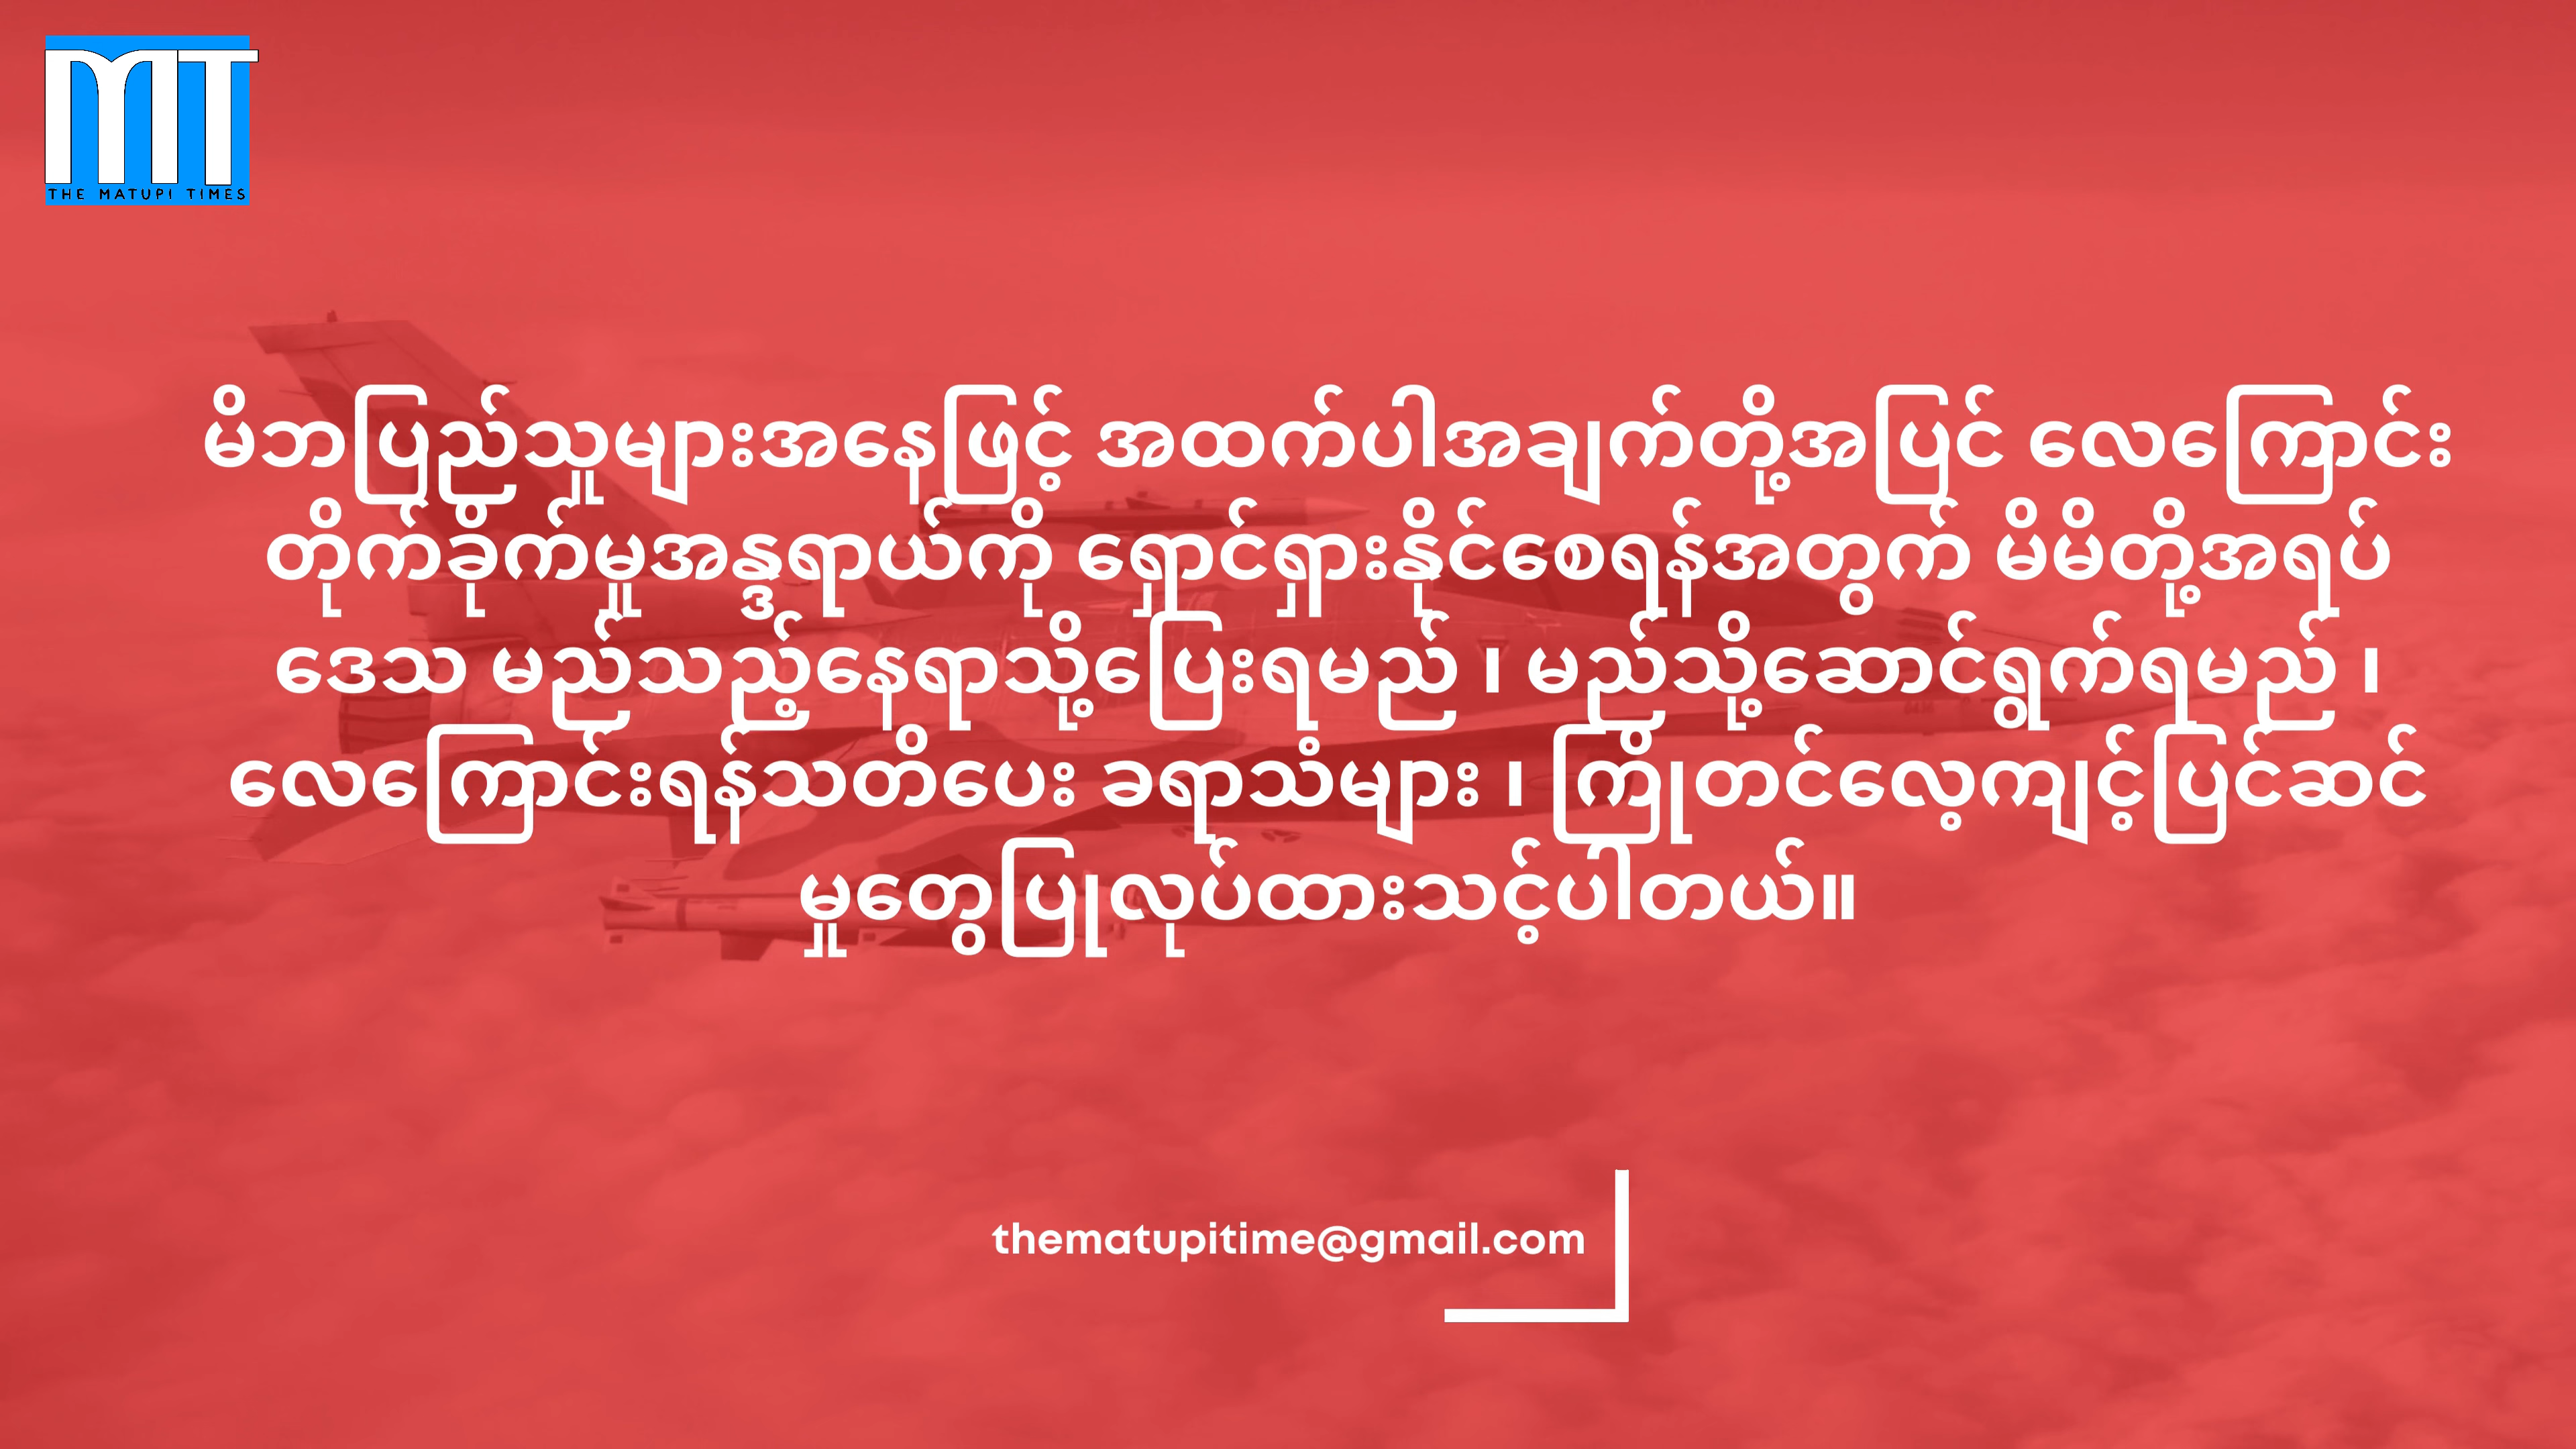 MT
THE MATUPI TIMES
မိဘပြည်သူများအနေဖြင့် အထက်ပါအချက်တို့အပြင် လေကြောင်း
တိုက်ခိုက်မှုအန္ဒရာယ်ကို ရှောင်ရှားနိုင်စေရန်အတွက် မိမိတို့အရပ်
ဒေသ မည်သည့်နေရာသို့ပြေးရမည် ၊ မည်သို့ဆောင်ရွက်ရမည် ၊
လေကြောင်းရန်သတိပေး ခရာသံများ ၊ ကြိုတင်လေ့ကျင့်ပြင်ဆင်
မှုတွေပြုလုပ်ထားသင့်ပါတယ်။
thematupitime@gmail.com